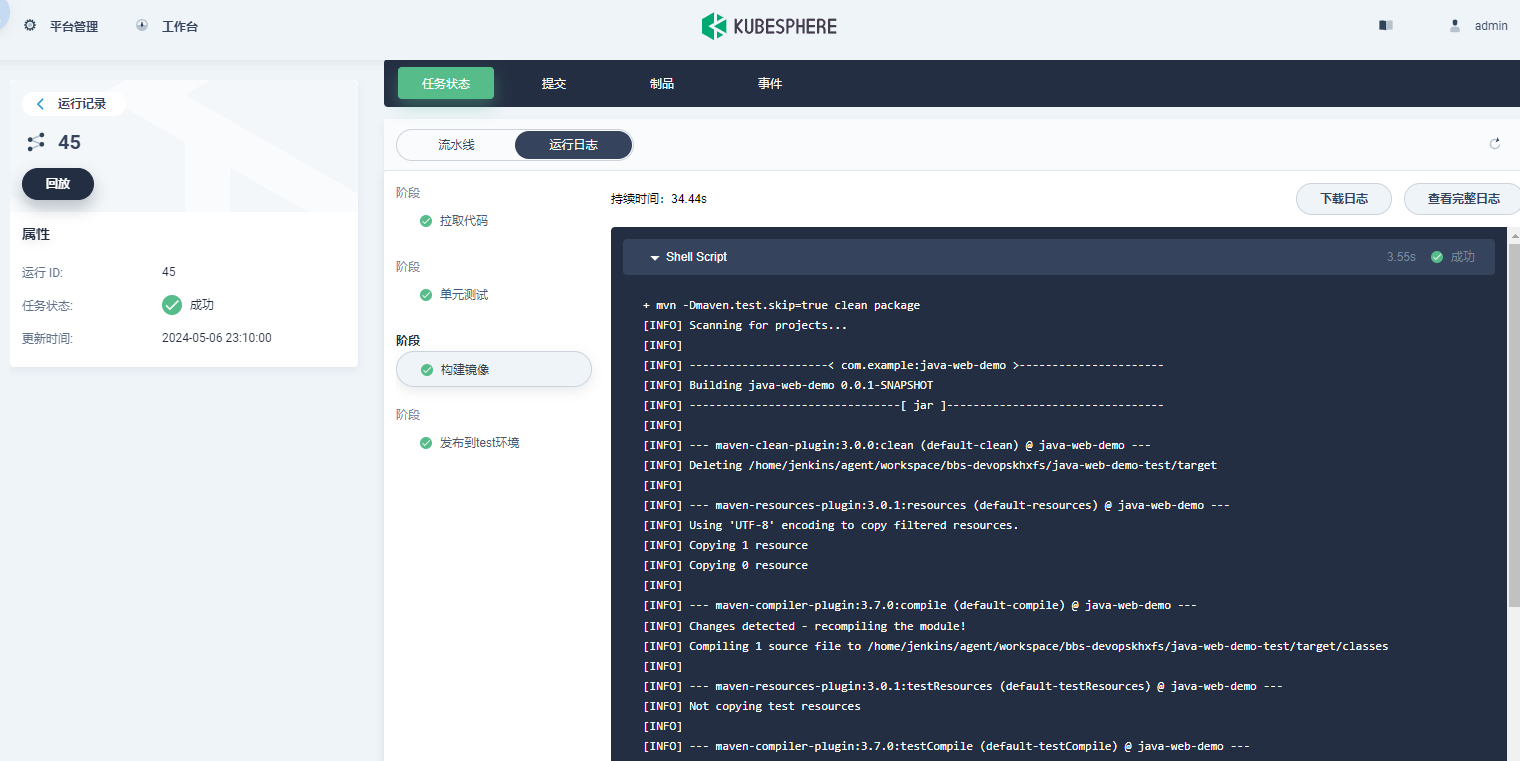 平台管理
工作台
KUBESPHERE
admin
运行记录
45
回放
属性
运行 ID: 45
任务状态: 成功
更新时间: 2024-05-06 23:10:00
任务状态 提交 制品 事件
流水线 运行日志
阶段
拉取代码
阶段
单元测试
阶段
构建镜像
阶段
发布到test环境
持续时间: 34.44s
下载日志 查看完整日志
Shell Script 3.55s 成功
+ mvn -Dmaven.test.skip=true clean package
[INFO] Scanning for projects...
[INFO]
[INFO] ---------------------< com.example:java-web-demo >----------------------
[INFO] Building java-web-demo 0.0.1-SNAPSHOT
[INFO] --------------------------------[ jar ]---------------------------------
[INFO]
[INFO] --- maven-clean-plugin:3.0.0:clean (default-clean) @ java-web-demo ---
[INFO] Deleting /home/jenkins/agent/workspace/bbs-devopskhxfs/java-web-demo-test/target
[INFO]
[INFO] --- maven-resources-plugin:3.0.1:resources (default-resources) @ java-web-demo ---
[INFO] Using 'UTF-8' encoding to copy filtered resources.
[INFO] Copying 1 resource
[INFO] Copying 0 resource
[INFO]
[INFO] --- maven-compiler-plugin:3.7.0:compile (default-compile) @ java-web-demo ---
[INFO] Changes detected - recompiling the module!
[INFO] Compiling 1 source file to /home/jenkins/agent/workspace/bbs-devopskhxfs/java-web-demo-test/target/classes
[INFO]
[INFO] --- maven-resources-plugin:3.0.1:testResources (default-testResources) @ java-web-demo ---
[INFO] Not copying test resources
[INFO]
[INFO] --- maven-compiler-plugin:3.7.0:testCompile (default-testCompile) @ java-web-demo ---